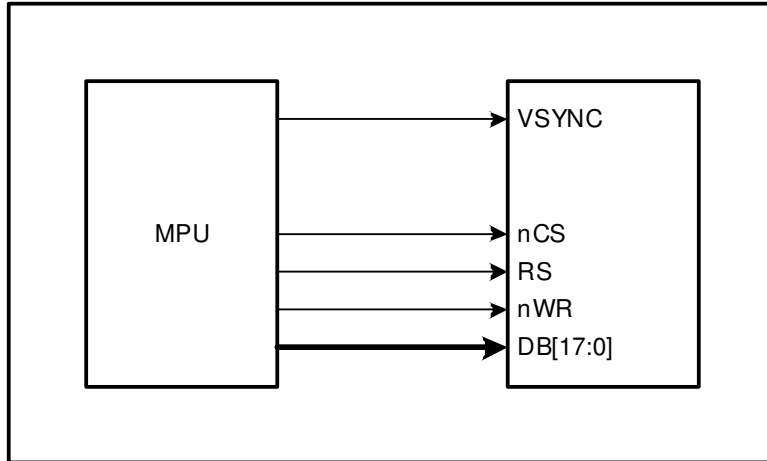 VSYNC
MPU
nCS
RS
nWR
DB[17:0]